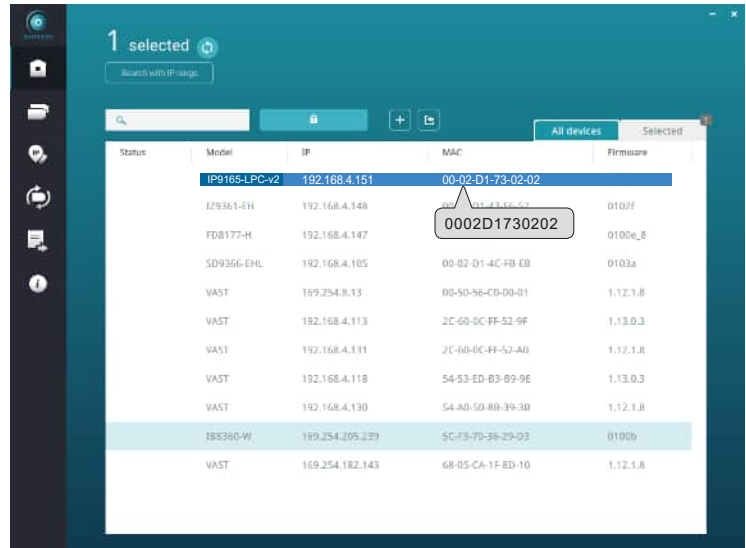 1 selected
Search with IP range
1
All devices Selected
Status Model IP MAC Firmware
IP9165-LPC-v2 192.168.4.151 00-02-D1-73-02-02
IZ9361-EH 192.168.4.148 0102f
0002D1730202
FD8177-H 192.168.4.147 0100e_8
SD9366-EHL 192.168.4.105 00-02-D1-4C-FB-EB 0103a
VAST 169.254.8.13 00-50-56-C0-00-01 1.12.1.8
VAST 192.168.4.113 2C-60-0C-FF-52-9F 1.13.0.3
VAST 192.168.4.131 2C-60-0C-FF-52-A0 1.12.1.8
VAST 192.168.4.118 54-53-ED-B3-B9-9E 1.13.0.3
VAST 192.168.4.130 54-A0-50-8B-39-3B 1.12.1.8
IB8360-W 169.254.205.239 5C-F3-70-36-29-D3 0100b
VAST 169.254.182.143 68-05-CA-1F-8D-10 1.12.1.8